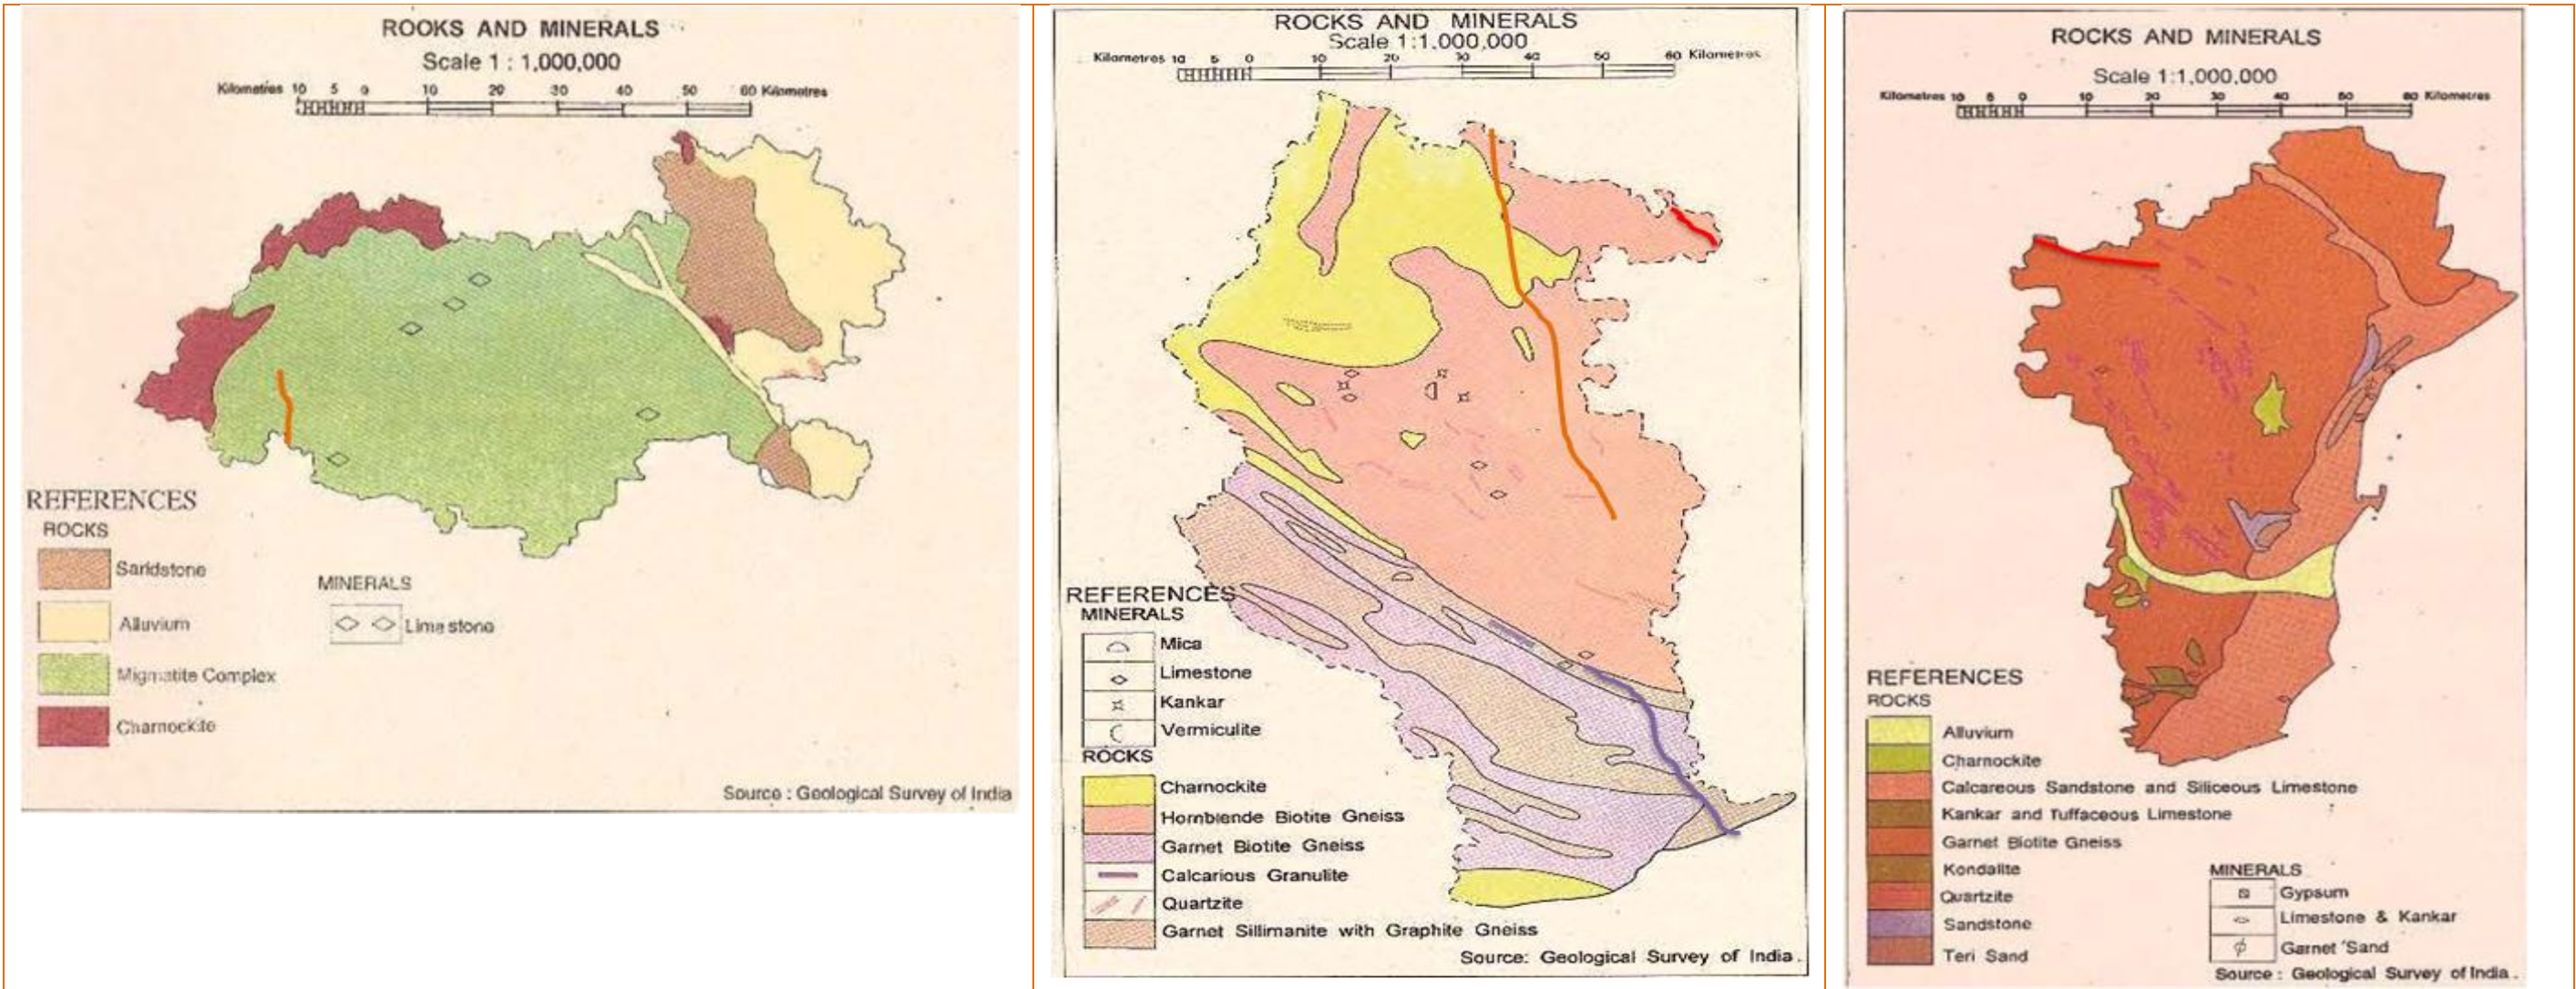 ROOKS AND MINERALS
Scale 1 : 1,000,000
Kilometres 10 5 0 10 20 30 40 50 60 Kilometres
REFERENCES
ROCKS
Sandstone
Alluvium
Migmatite Complex
Charnockite
MINERALS
Lime stone
Source : Geological Survey of India
ROCKS AND MINERALS
Scale 1:1.000,000
Kilometres 10 5 0 10 20 30 40 50 60 Kilometres
REFERENCES
MINERALS
Mica
Limestone
Kankar
Vermiculite
ROCKS
Charnockite
Hornblende Biotite Gneiss
Garnet Biotite Gneiss
Calcarious Granulite
Quartzite
Garnet Sillimanite with Graphite Gneiss
Source: Geological Survey of India.
ROCKS AND MINERALS
Scale 1:1,000,000
Kilometres 10 5 0 10 20 30 40 50 60 Kilometres
REFERENCES
ROCKS
Alluvium
Charnockite
Calcareous Sandstone and Siliceous Limestone
Kankar and Tuffaceous Limestone
Garnet Biotite Gneiss
Kondalite
Quartzite
Sandstone
Teri Sand
MINERALS
Gypsum
Limestone & Kankar
Garnet Sand
Source : Geological Survey of India.